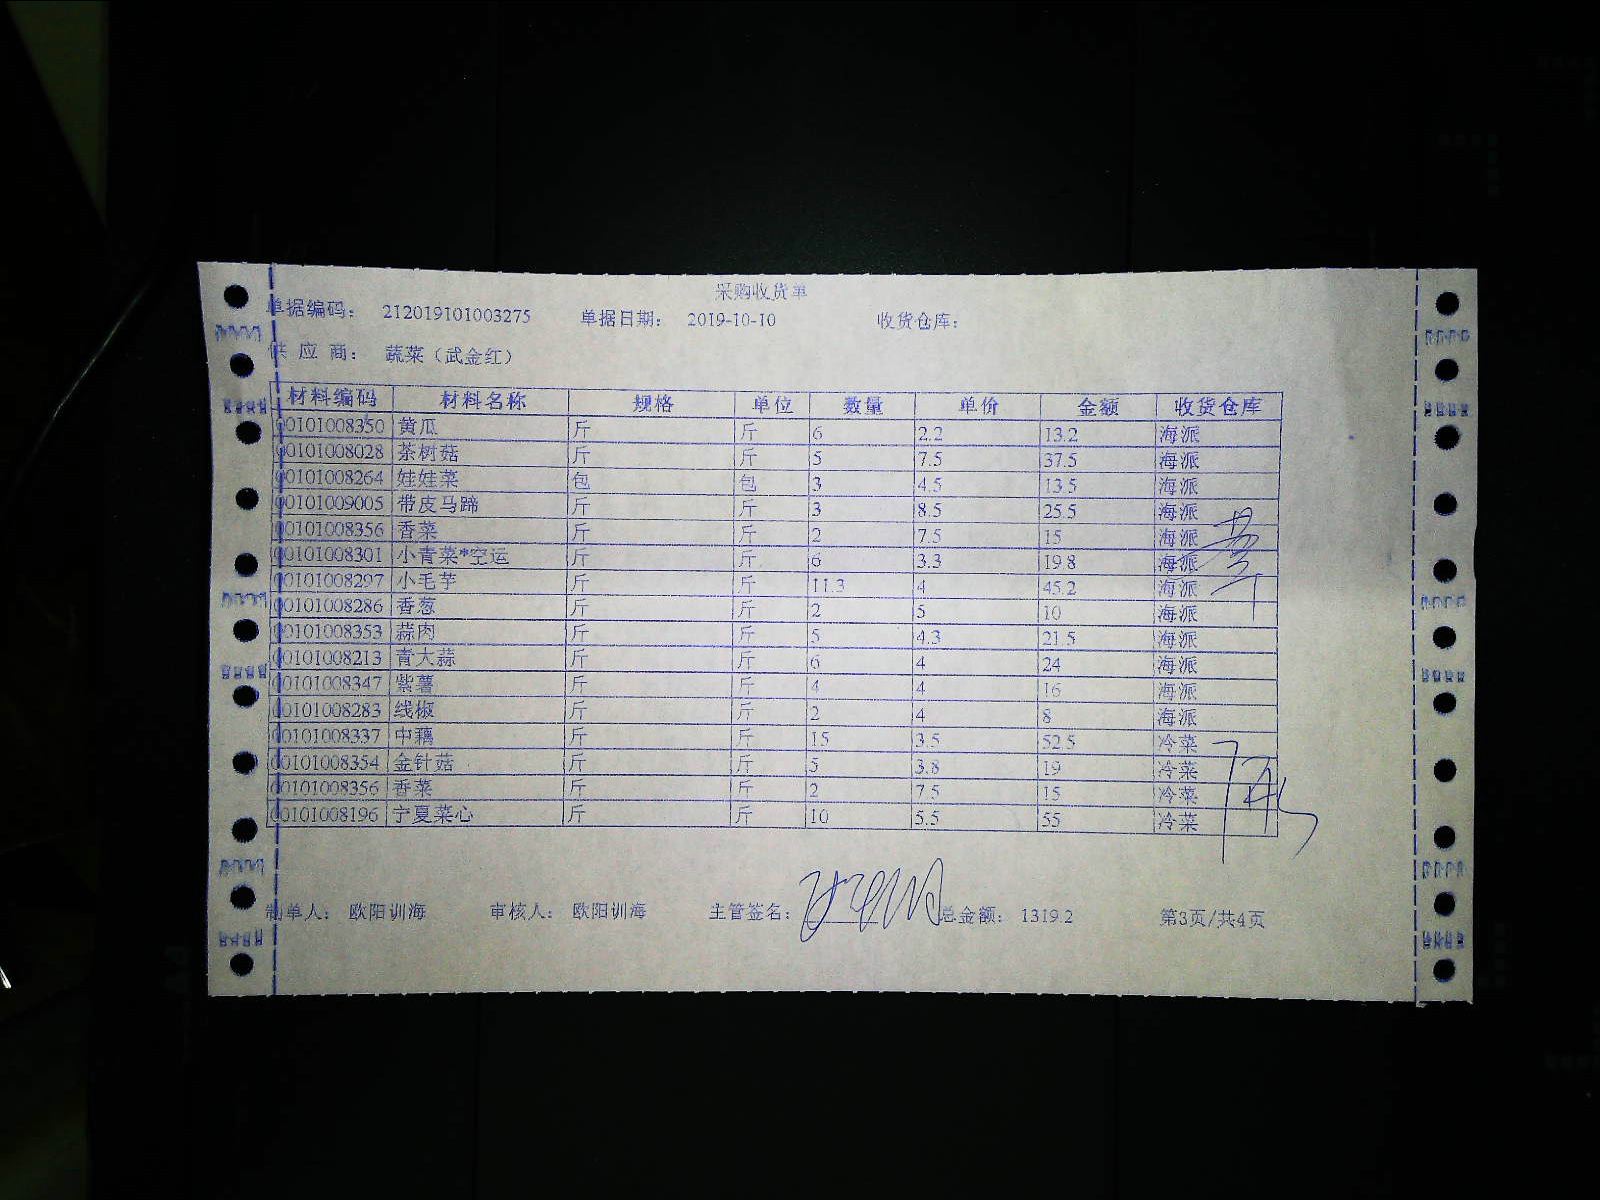 采购收货单
单据编码： 212019101003275 单据日期： 2019-10-10 收货仓库：
供 应 商： 蔬菜（武金红）
材料编码 材料名称 规格 单位 数量 单价 金额 收货仓库
00101008350 黄瓜 斤 斤 6 2.2 13.2 海派
00101008028 茶树菇 斤 斤 5 7.5 37.5 海派
00101008264 娃娃菜 包 包 3 4.5 13.5 海派
00101009005 带皮马蹄 斤 斤 3 8.5 25.5 海派
00101008356 香菜 斤 斤 2 7.5 15 海派
00101008301 小青菜*空运 斤 斤 6 3.3 19.8 海派
00101008297 小毛芋 斤 斤 11.3 4 45.2 海派
00101008286 香葱 斤 斤 2 5 10 海派
00101008353 蒜肉 斤 斤 5 4.3 21.5 海派
00101008213 青大蒜 斤 斤 6 4 24 海派
00101008347 紫薯 斤 斤 4 4 16 海派
00101008283 线椒 斤 斤 2 4 8 海派
00101008337 中藕 斤 斤 15 3.5 52.5 冷菜
00101008354 金针菇 斤 斤 5 3.8 19 冷菜
00101008356 香菜 斤 斤 2 7.5 15 冷菜
00101008196 宁夏菜心 斤 斤 10 5.5 55 冷菜
制单人： 欧阳训海 审核人： 欧阳训海 主管签名： 总金额： 1319.2 第3页/共4页